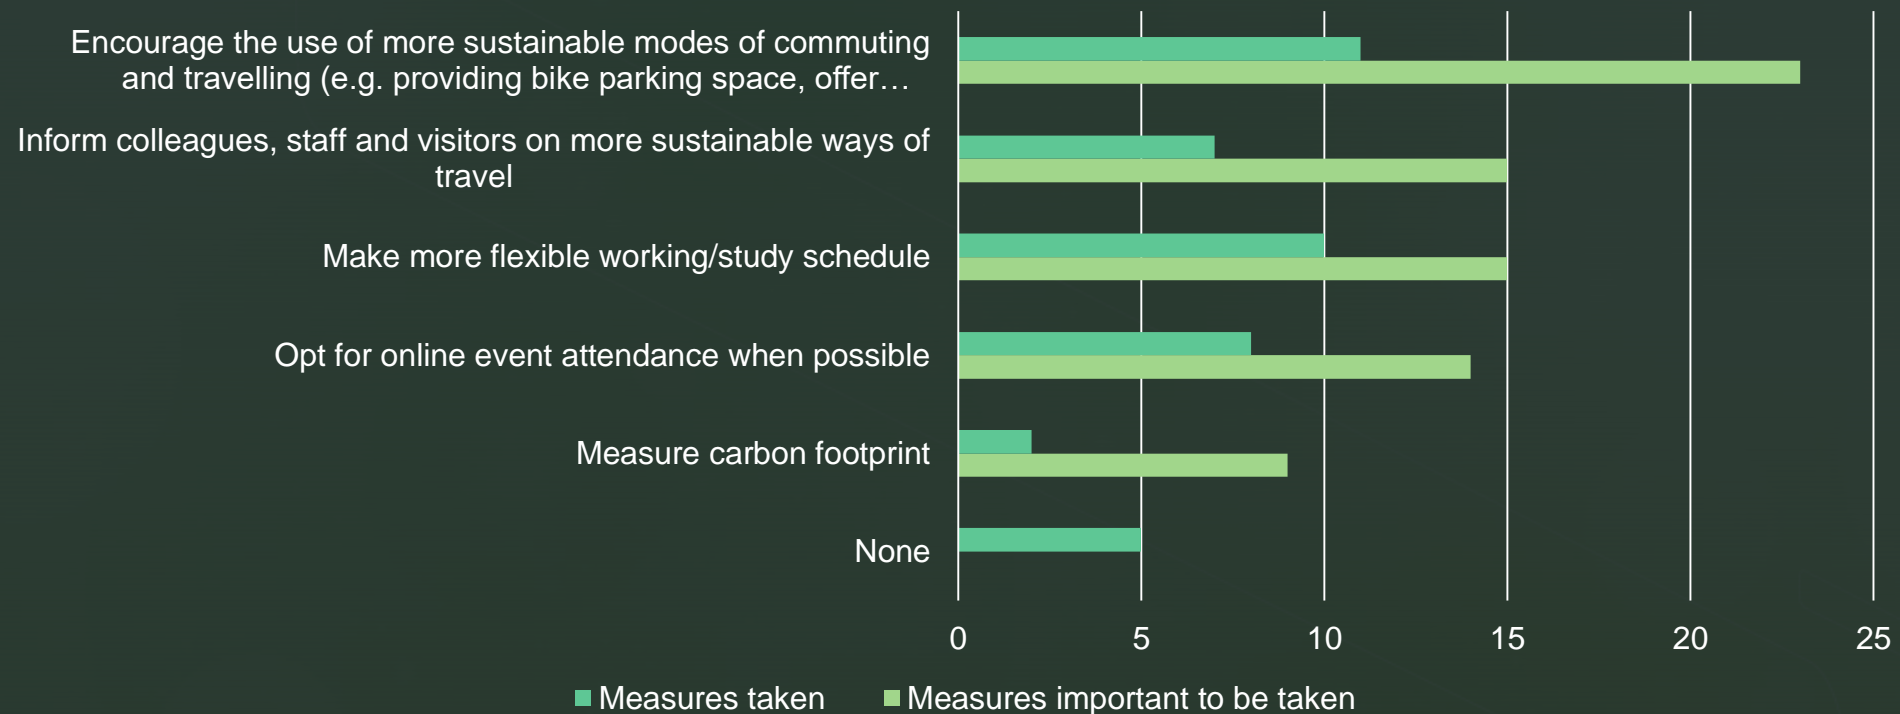 Encourage the use of more sustainable modes of commuting
and travelling (e.g. providing bike parking space, offer…
Inform colleagues, staff and visitors on more sustainable ways of
travel
Make more flexible working/study schedule
Opt for online event attendance when possible
Measure carbon footprint
None
0 5 10 15 20 25
Measures taken Measures important to be taken